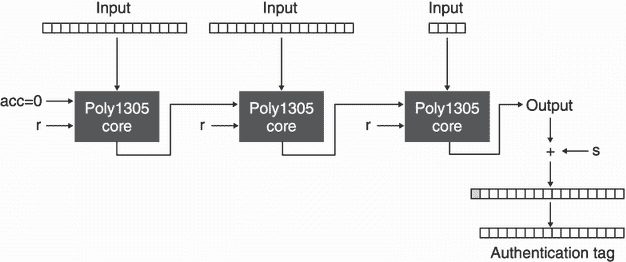 Input
Input
Input
acc=0
r
Poly1305
core
r
Poly1305
core
r
Poly1305
core
Output
+
s
Authentication tag